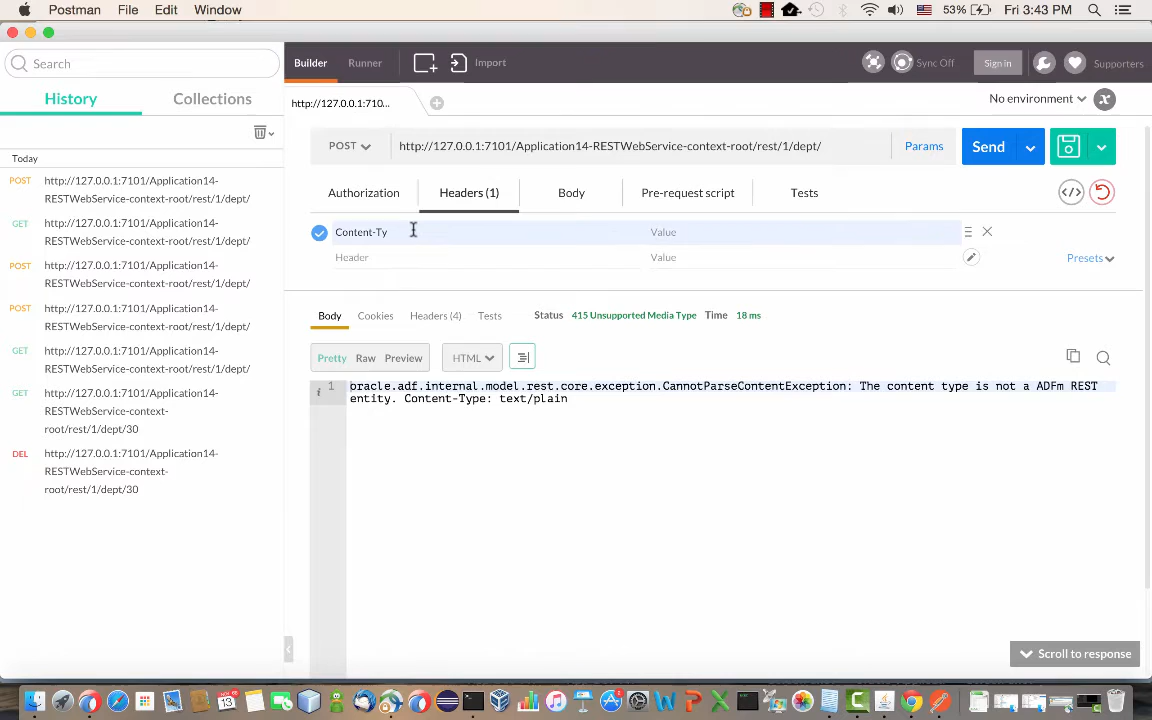 Postman File Edit Window 53% Fri 3:43 PM
Search
Builder Runner Import Sync Off Sign in Supporters
History Collections
http://127.0.0.1:710... No environment
Today
POST http://127.0.0.1:7101/Application14-
RESTWebService-context-root/rest/1/dept/
GET http://127.0.0.1:7101/Application14-
RESTWebService-context-root/rest/1/dept/
POST http://127.0.0.1:7101/Application14-
RESTWebService-context-root/rest/1/dept/
POST http://127.0.0.1:7101/Application14-
RESTWebService-context-root/rest/1/dept/
GET http://127.0.0.1:7101/Application14-
RESTWebService-context-root/rest/1/dept/
GET http://127.0.0.1:7101/Application14-
RESTWebService-context-
root/rest/1/dept/30
DEL http://127.0.0.1:7101/Application14-
RESTWebService-context-
root/rest/1/dept/30
POST http://127.0.0.1:7101/Application14-RESTWebService-context-root/rest/1/dept/ Params Send
Authorization Headers (1) Body Pre-request script Tests
Content-Ty Value
Header Value Presets
Body Cookies Headers (4) Tests Status 415 Unsupported Media Type Time 18 ms
Pretty Raw Preview HTML
1 oracle.adf.internal.model.rest.core.exception.CannotParseContentException: The content type is not a ADFm REST
entity. Content-Type: text/plain
Scroll to response